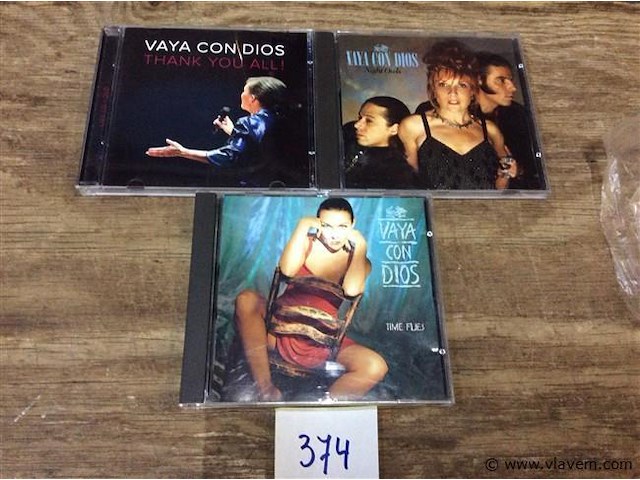 VAYA CON DIOS
THANK YOU ALL!
VAYA CON DIOS
Night Owls
VAYA
CON
DIOS
TIME FLIES
374
© www.vlavem.com